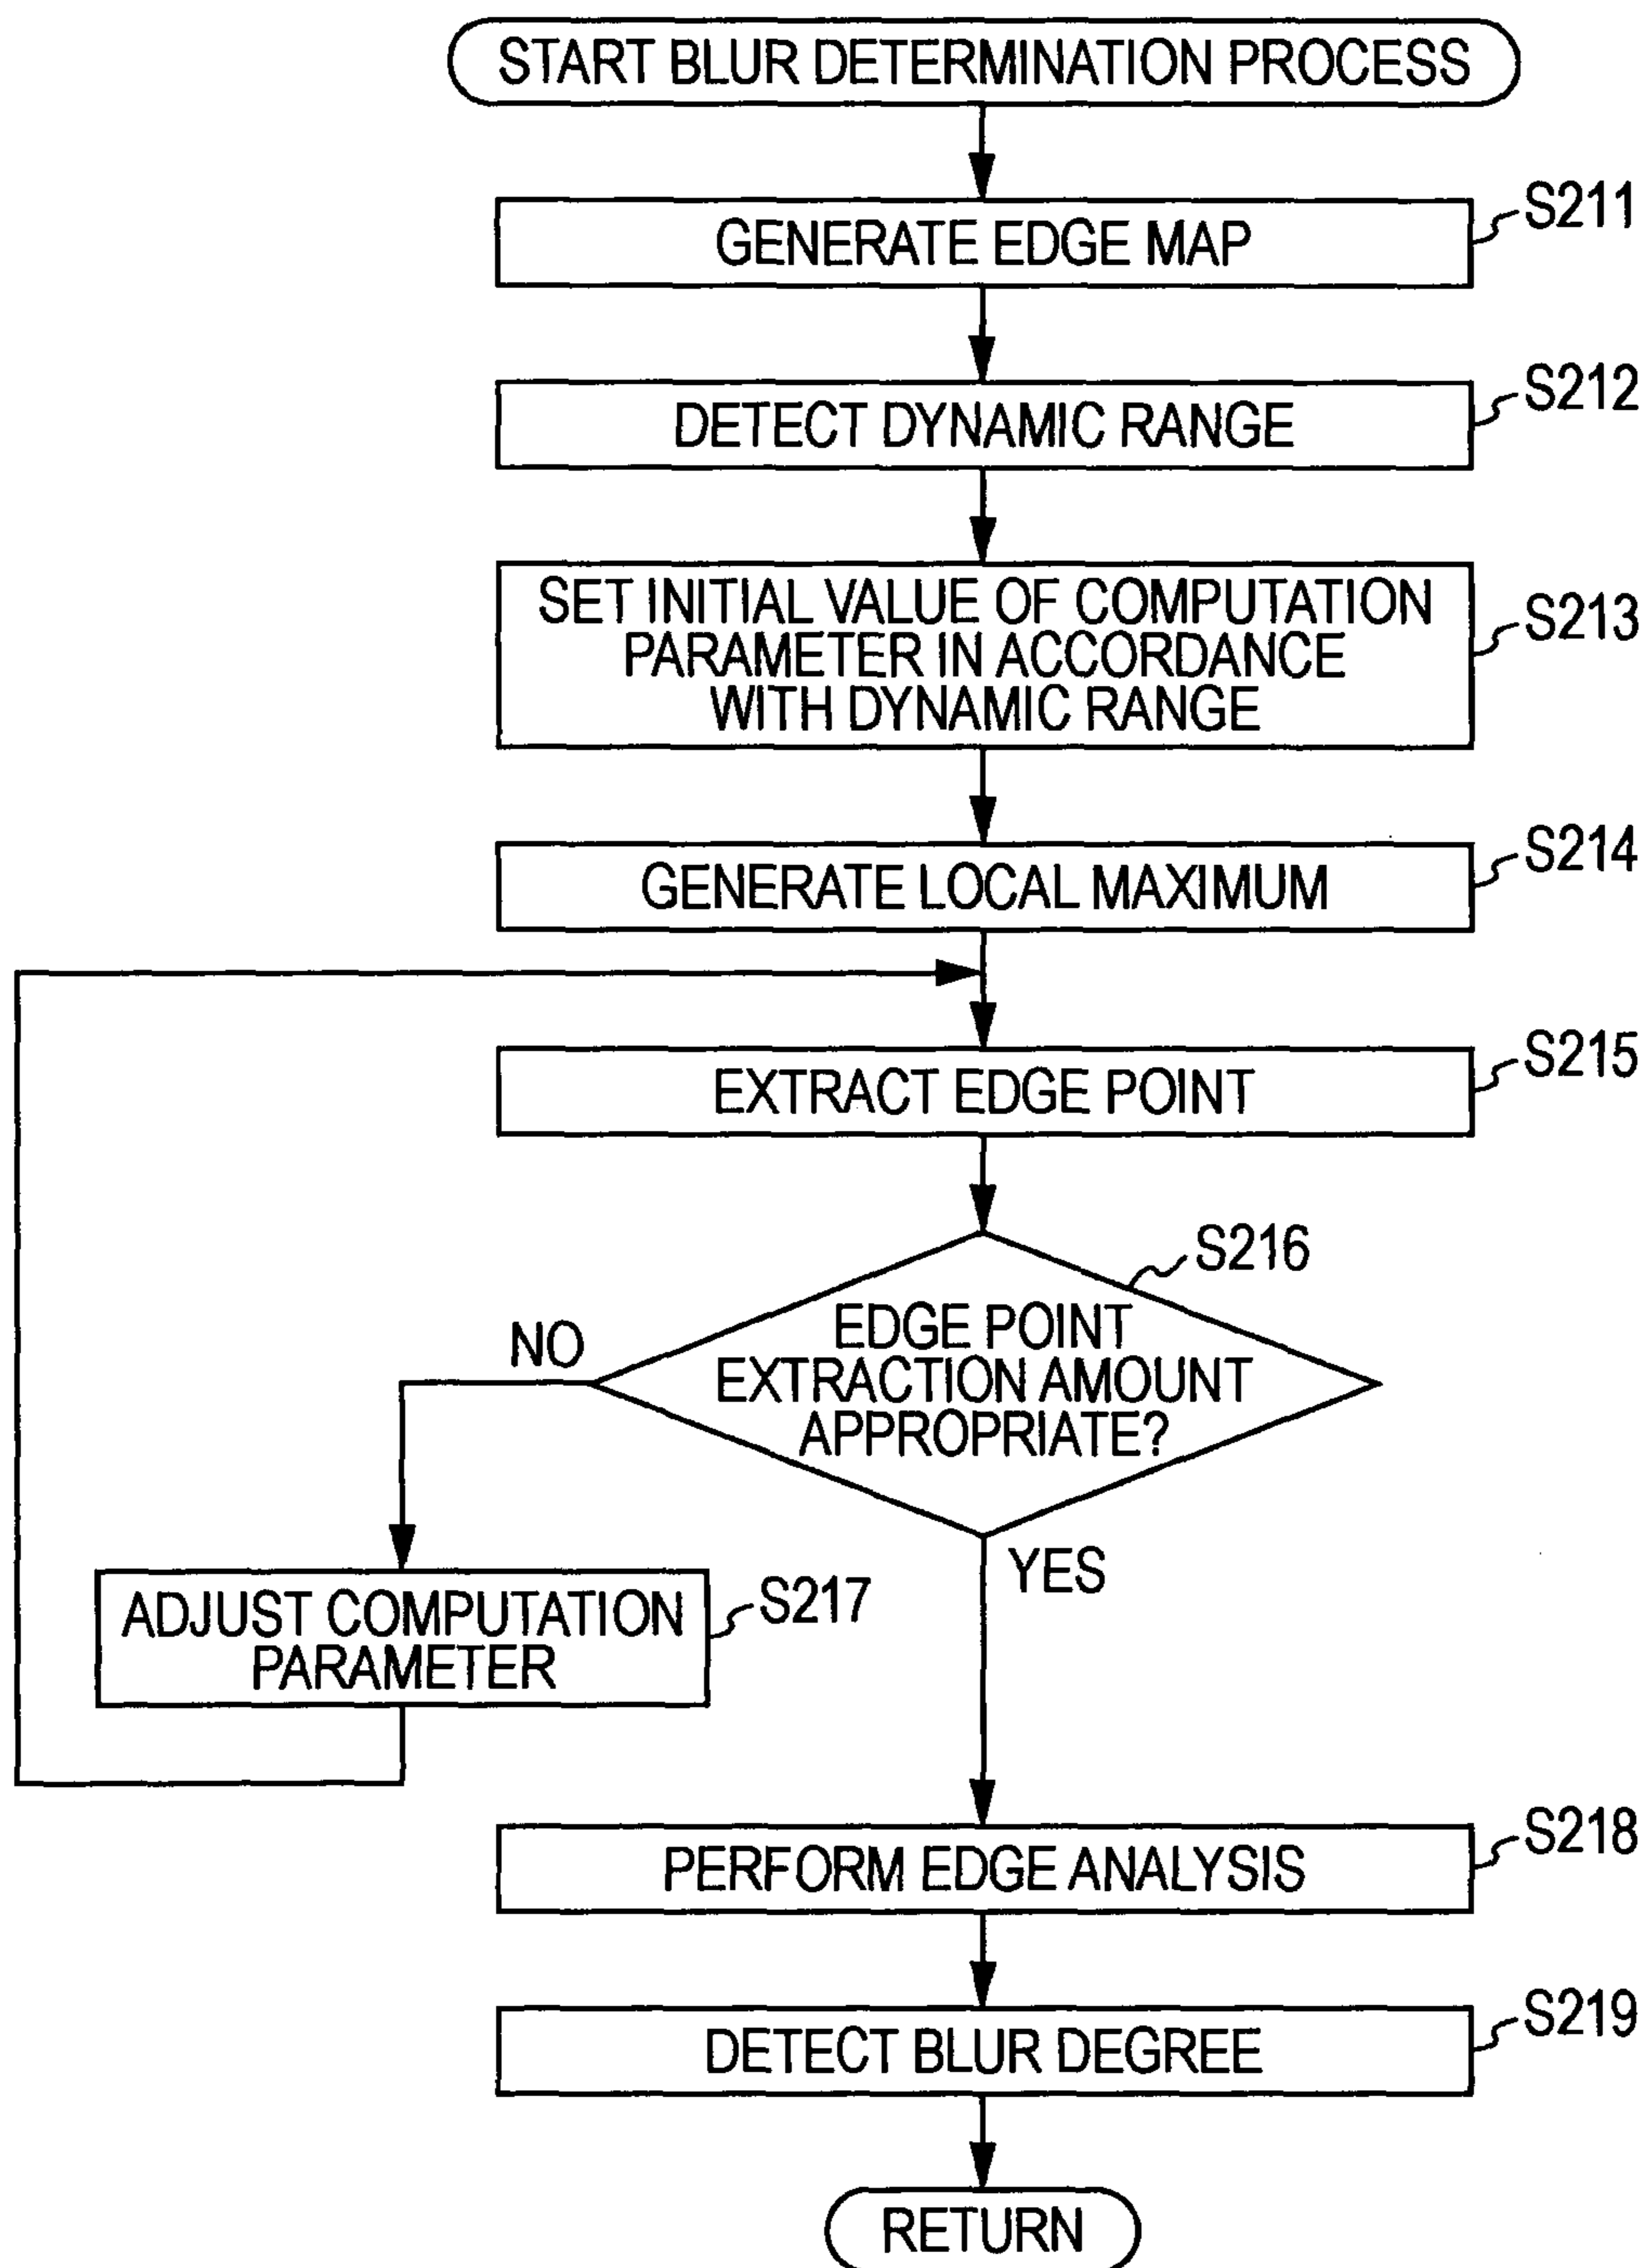 START BLUR DETERMINATION PROCESS
S211
GENERATE EDGE MAP
S212
DETECT DYNAMIC RANGE
S213
SET INITIAL VALUE OF COMPUTATION
PARAMETER IN ACCORDANCE
WITH DYNAMIC RANGE
S214
GENERATE LOCAL MAXIMUM
S215
EXTRACT EDGE POINT
S216
EDGE POINT
EXTRACTION AMOUNT
APPROPRIATE?
NO
YES
S217
ADJUST COMPUTATION
PARAMETER
S218
PERFORM EDGE ANALYSIS
S219
DETECT BLUR DEGREE
RETURN